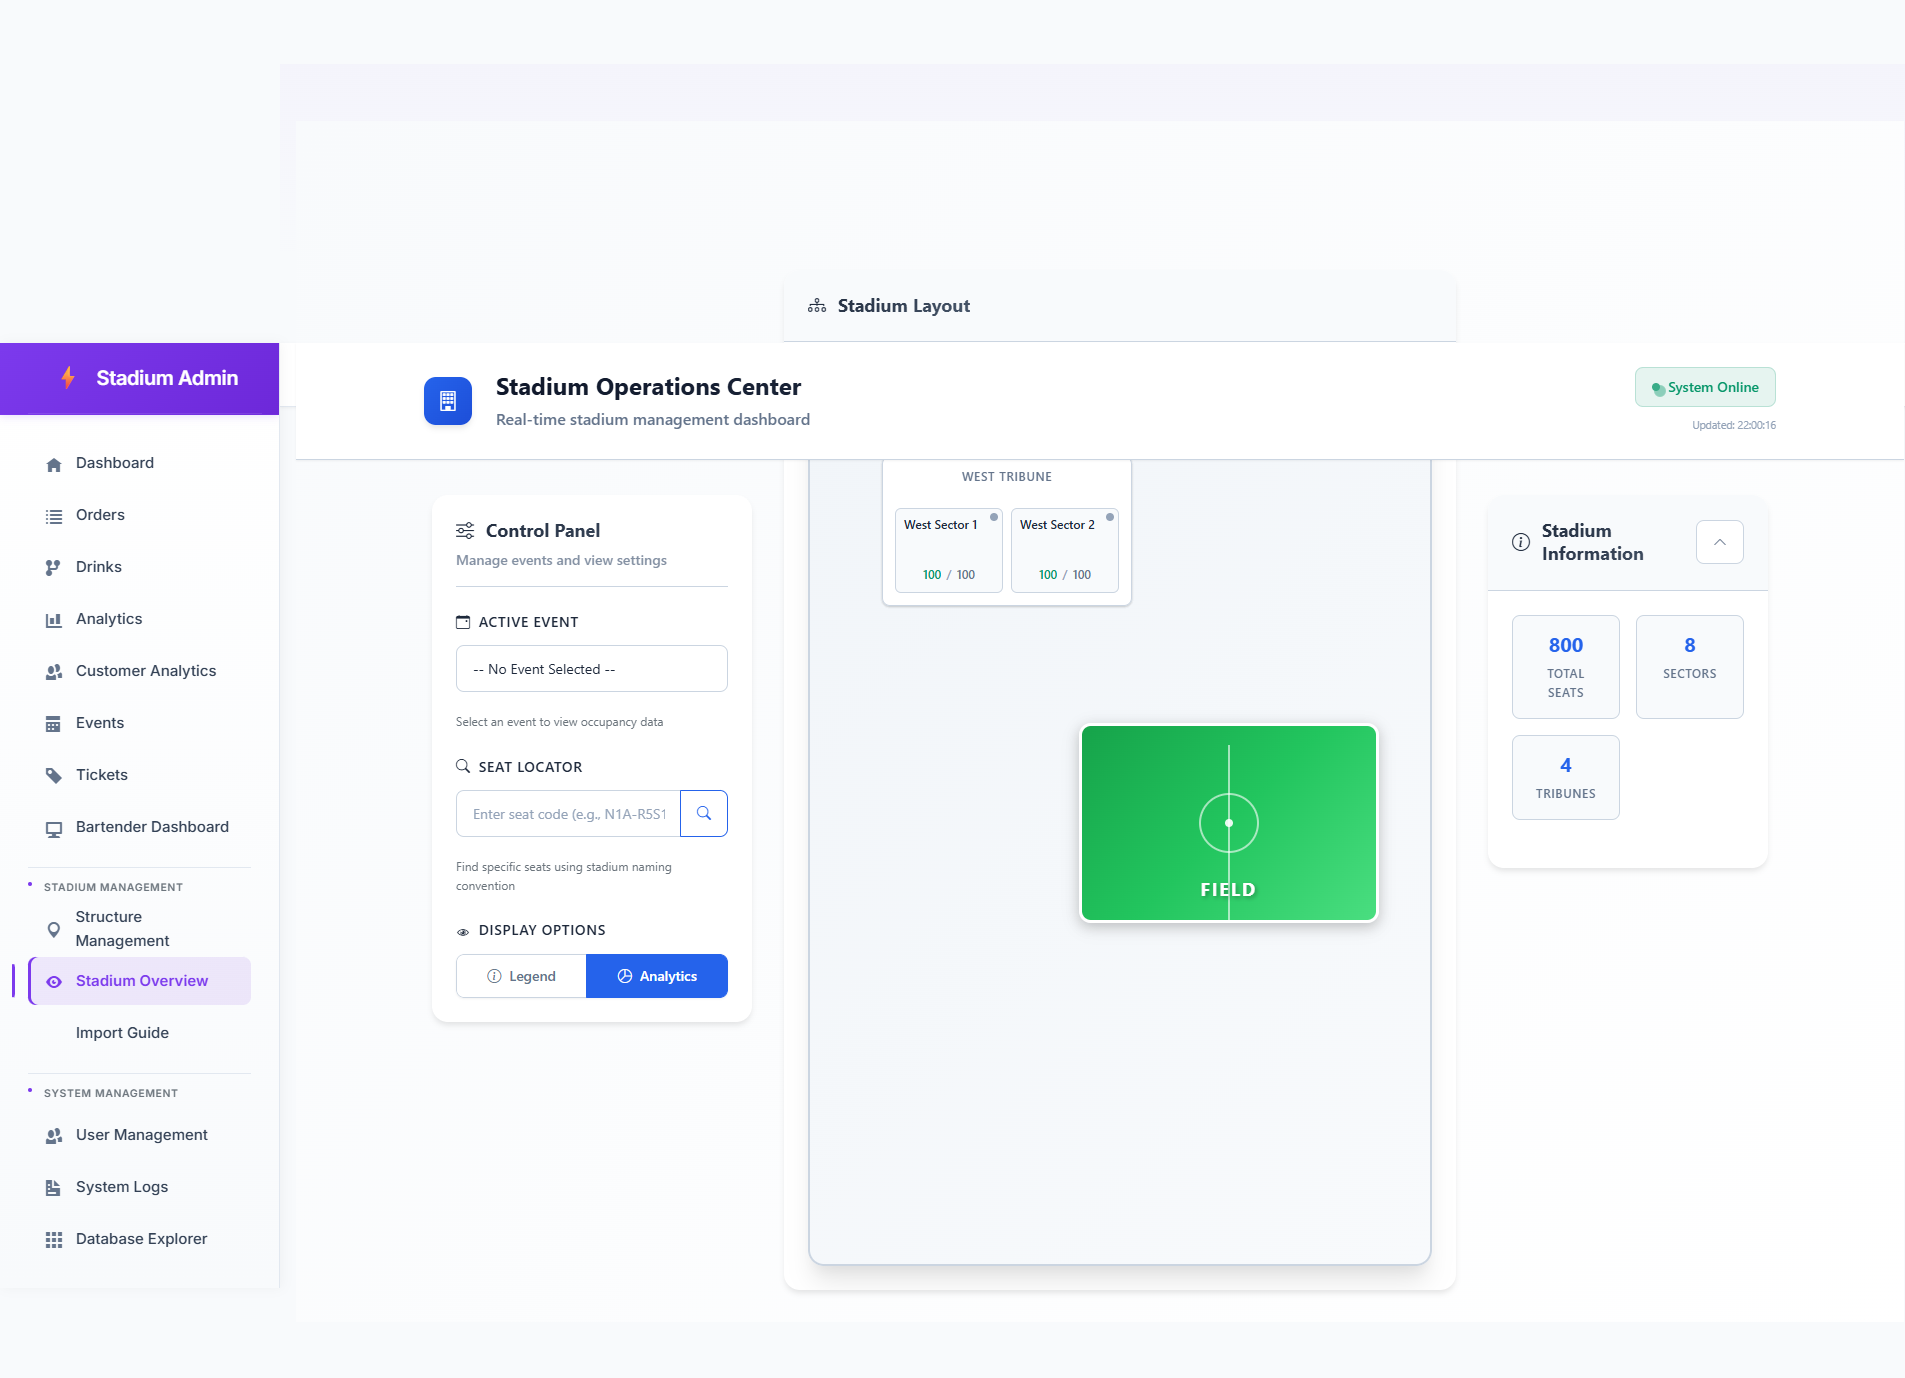 Stadium Layout
Stadium Admin
Stadium Operations Center
Real-time stadium management dashboard
System Online
Updated: 22:00:16
Dashboard
Orders
Drinks
Analytics
Customer Analytics
Events
Tickets
Bartender Dashboard
STADIUM MANAGEMENT
Structure
Management
Stadium Overview
Import Guide
SYSTEM MANAGEMENT
User Management
System Logs
Database Explorer
Control Panel
Manage events and view settings
ACTIVE EVENT
-- No Event Selected --
Select an event to view occupancy data
SEAT LOCATOR
Enter seat code (e.g., N1A-R5S1
Find specific seats using stadium naming
convention
DISPLAY OPTIONS
Legend
Analytics
WEST TRIBUNE
West Sector 1
100 / 100
West Sector 2
100 / 100
FIELD
Stadium
Information
800
TOTAL
SEATS
8
SECTORS
4
TRIBUNES